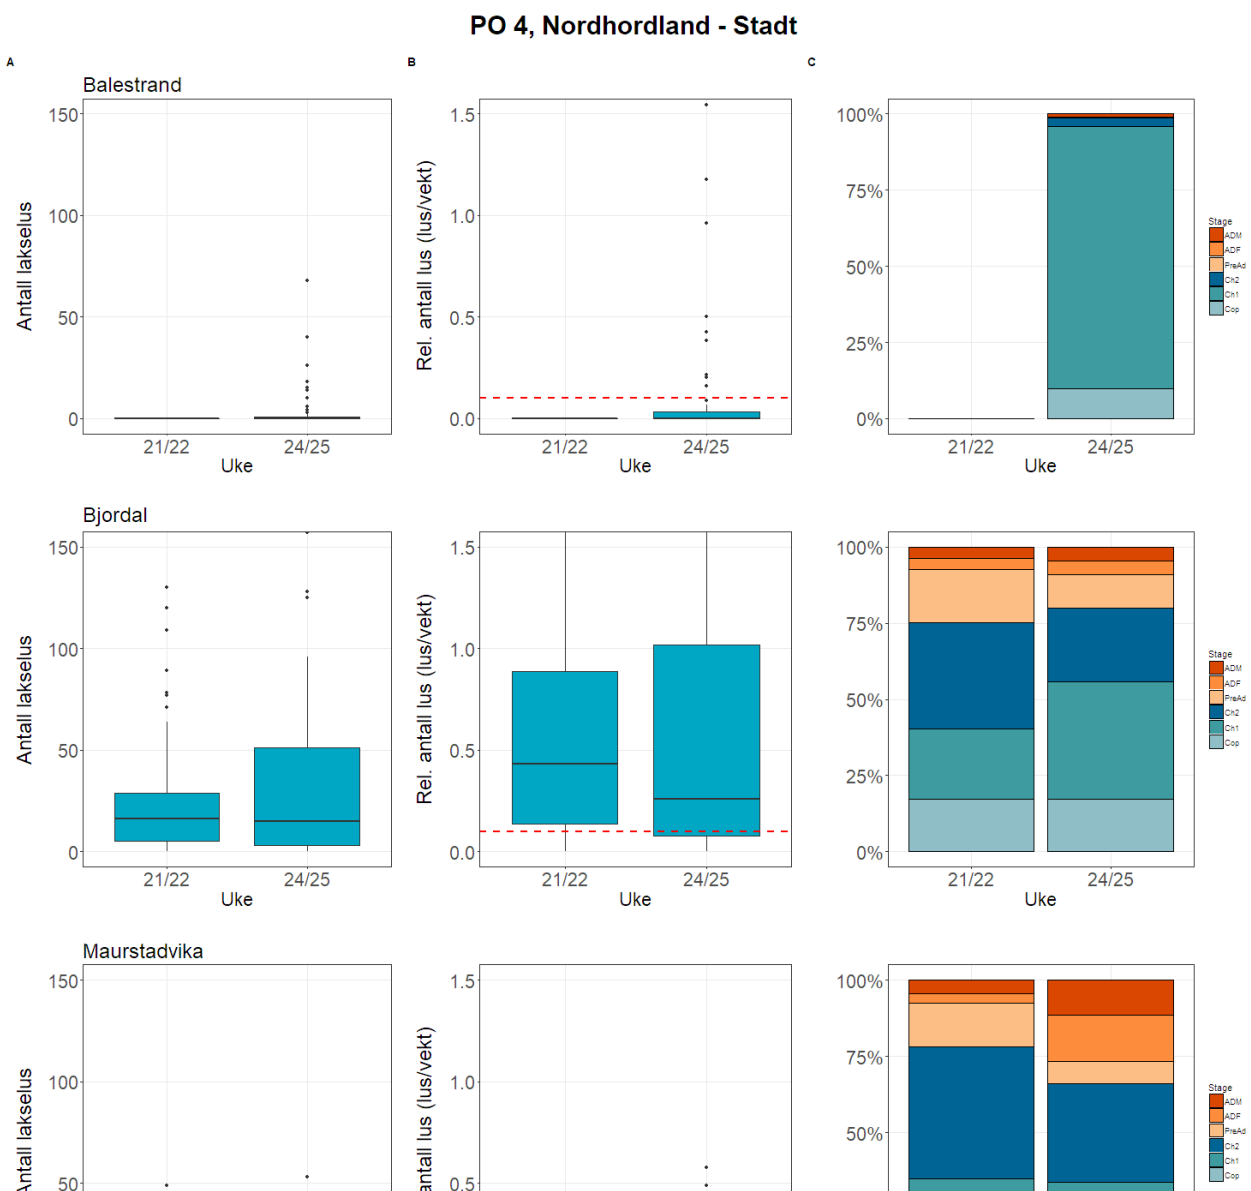 PO 4, Nordhordland - Stadt
A
B
C
Balestrand
Antall lakselus
150
100
50
0
21/22
24/25
Uke
Rel. antall lus (lus/vekt)
1.5
1.0
0.5
0.0
21/22
24/25
Uke
100%
75%
50%
25%
0%
21/22
24/25
Uke
Stage
ADM
ADF
PreAd
Ch2
Ch1
Cop
Bjordal
Antall lakselus
150
100
50
0
21/22
24/25
Uke
Rel. antall lus (lus/vekt)
1.5
1.0
0.5
0.0
21/22
24/25
Uke
100%
75%
50%
25%
0%
21/22
24/25
Uke
Stage
ADM
ADF
PreAd
Ch2
Ch1
Cop
Maurstadvika
Antall lakselus
150
100
50
antall lus (lus/vekt)
1.5
1.0
0.5
100%
75%
50%
Stage
ADM
ADF
PreAd
Ch2
Ch1
Cop